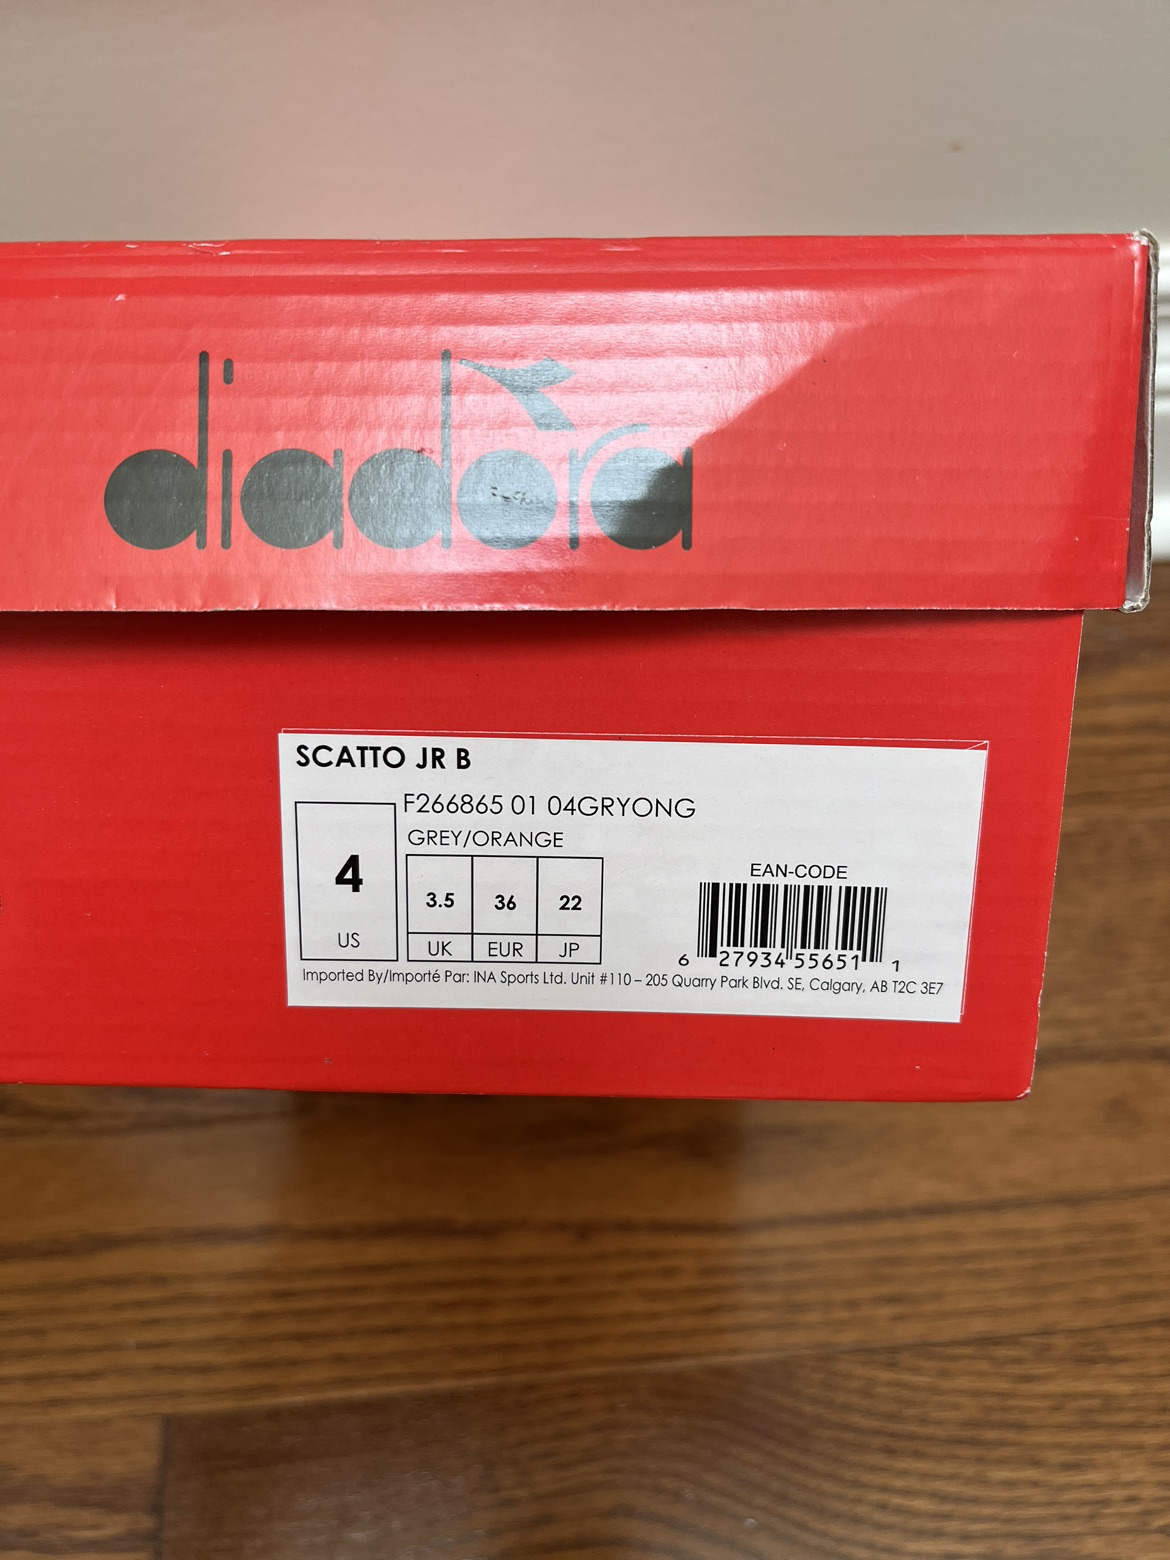 diadora
SCATTO JR B
F266865 01 04GRYONG
GREY/ORANGE
4
US
3.5 36 22
UK EUR JP
EAN-CODE
6 27934 55651 1
Imported By/Importé Par: INA Sports Ltd. Unit #110 – 205 Quarry Park Blvd. SE, Calgary, AB T2C 3E7